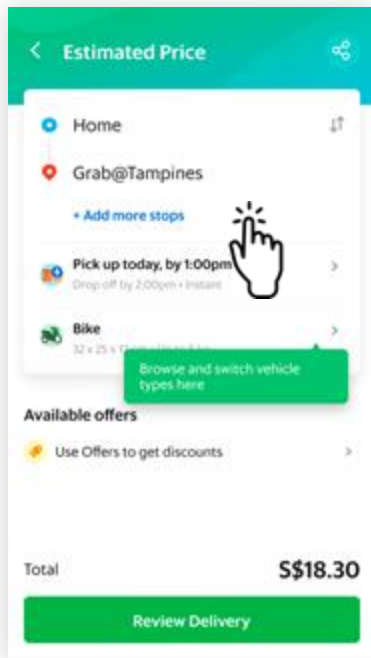 Estimated Price
Home
Grab@Tampines
+ Add more stops
Pick up today, by 1:00pm
Drop off by 2:00pm • Instant
Bike
32 x 25 x
Browse and switch vehicle
types here
Available offers
Use Offers to get discounts
Total
S$18.30
Review Delivery